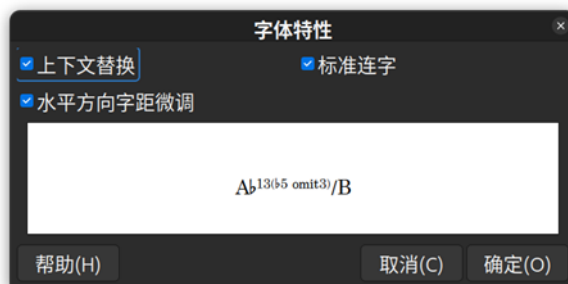 字体特性
上下文替换 标准连字
水平方向字距微调
A♭13(♭5 omit3)/B
帮助(H) 取消(C) 确定(O)